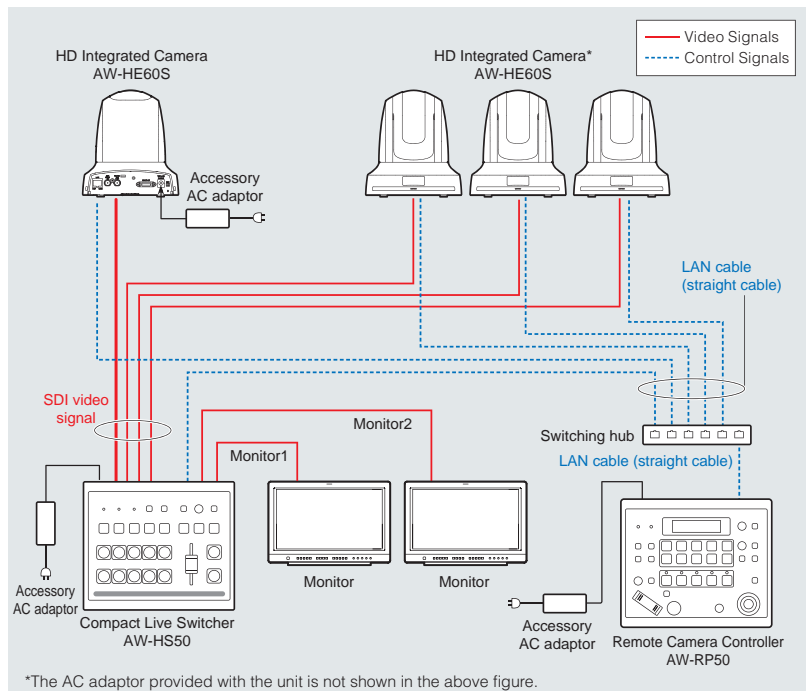 Video Signals
Control Signals
HD Integrated Camera
AW-HE60S
HD Integrated Camera*
AW-HE60S
Accessory
AC adaptor
LAN cable
(straight cable)
SDI video
signal
Monitor2
Monitor1
Switching hub
LAN cable (straight cable)
Monitor
Monitor
Accessory
AC adaptor
Compact Live Switcher
AW-HS50
Accessory
AC adaptor
Remote Camera Controller
AW-RP50
*The AC adaptor provided with the unit is not shown in the above figure.